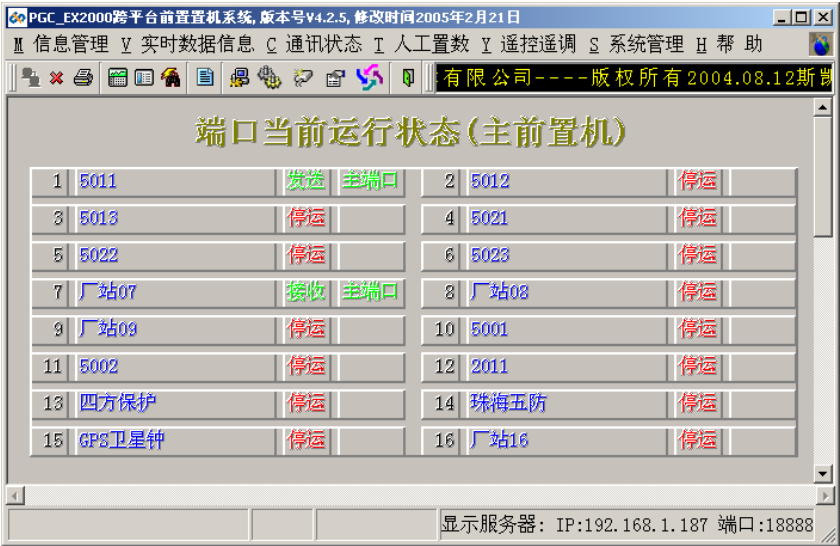 PGC_EX2000跨平台前置置机系统,版本号V4.2.5,修改时间2005年2月21日
M 信息管理 V 实时数据信息 C 通讯状态 T 人工置数 Y 遥控遥调 S 系统管理 H 帮 助
有限公司----版权所有2004.08.12斯凯
端口当前运行状态(主前置机)
1 5011 发送 主端口 2 5012 停运
3 5013 停运 4 5021 停运
5 5022 停运 6 5023 停运
7 厂站07 接收 主端口 8 厂站08 停运
9 厂站09 停运 10 5001 停运
11 5002 停运 12 2011 停运
13 四方保护 停运 14 珠海五防 停运
15 GPS卫星钟 停运 16 厂站16 停运
显示服务器: IP:192.168.1.187 端口:18888